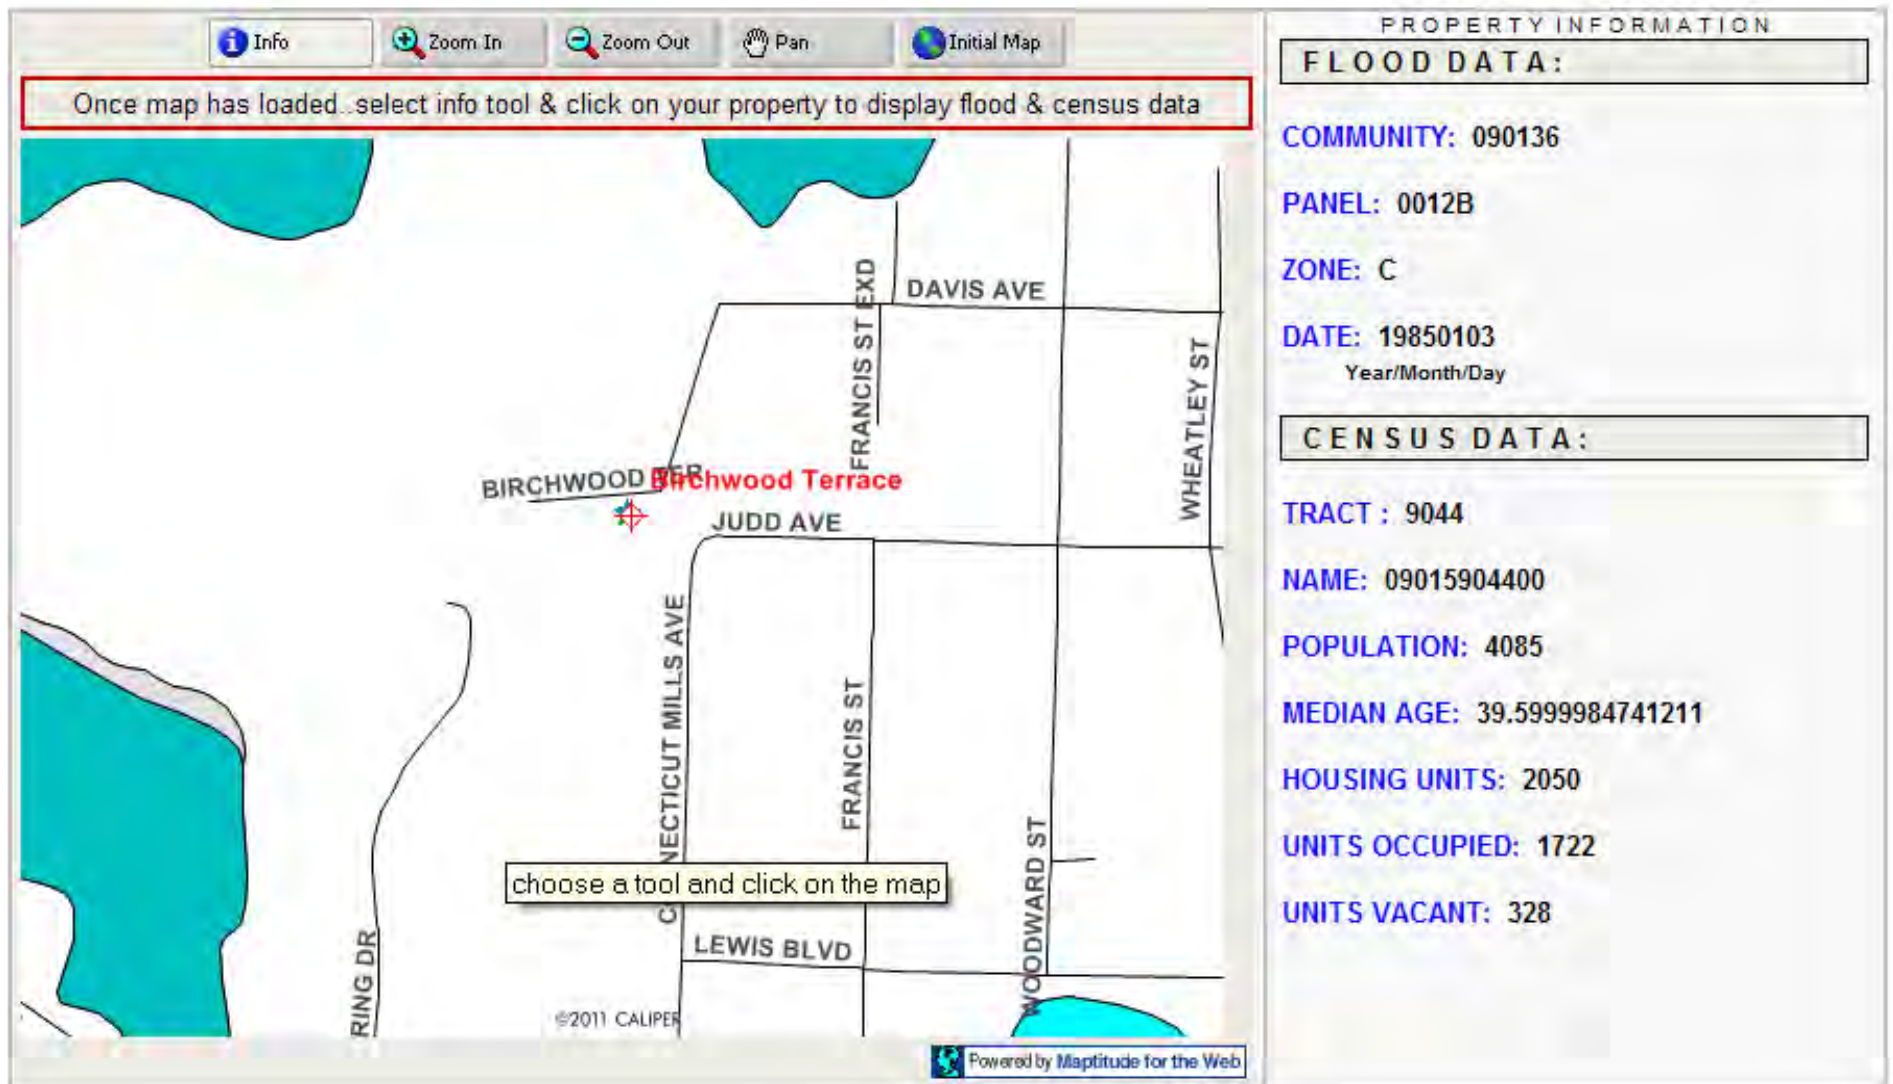 Info
Zoom In
Zoom Out
Pan
Initial Map
Once map has loaded..select info tool & click on your property to display flood & census data
DAVIS AVE
FRANCIS ST EXD
WHEATLEY ST
BIRCHWOOD TER
Birchwood Terrace
JUDD AVE
CONNECTICUT MILLS AVE
FRANCIS ST
WOODWARD ST
choose a tool and click on the map
LEWIS BLVD
RING DR
©2011 CALIPER
Powered by Maptitude for the Web
PROPERTY INFORMATION
FLOOD DATA:
COMMUNITY: 090136
PANEL: 0012B
ZONE: C
DATE: 19850103
Year/Month/Day
CENSUS DATA:
TRACT : 9044
NAME: 09015904400
POPULATION: 4085
MEDIAN AGE: 39.5999984741211
HOUSING UNITS: 2050
UNITS OCCUPIED: 1722
UNITS VACANT: 328